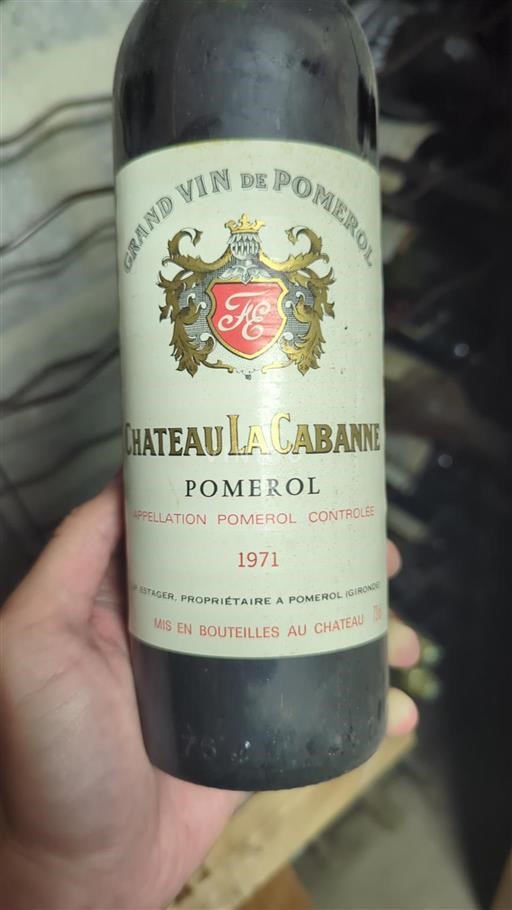 GRAND VIN DE POMEROL
FE
CHATEAU LA CABANNE
POMEROL
APPELLATION POMEROL CONTROLÉE
1971
ESTAGER, PROPRIÉTAIRE A POMEROL (GIRONDE)
MIS EN BOUTEILLES AU CHATEAU